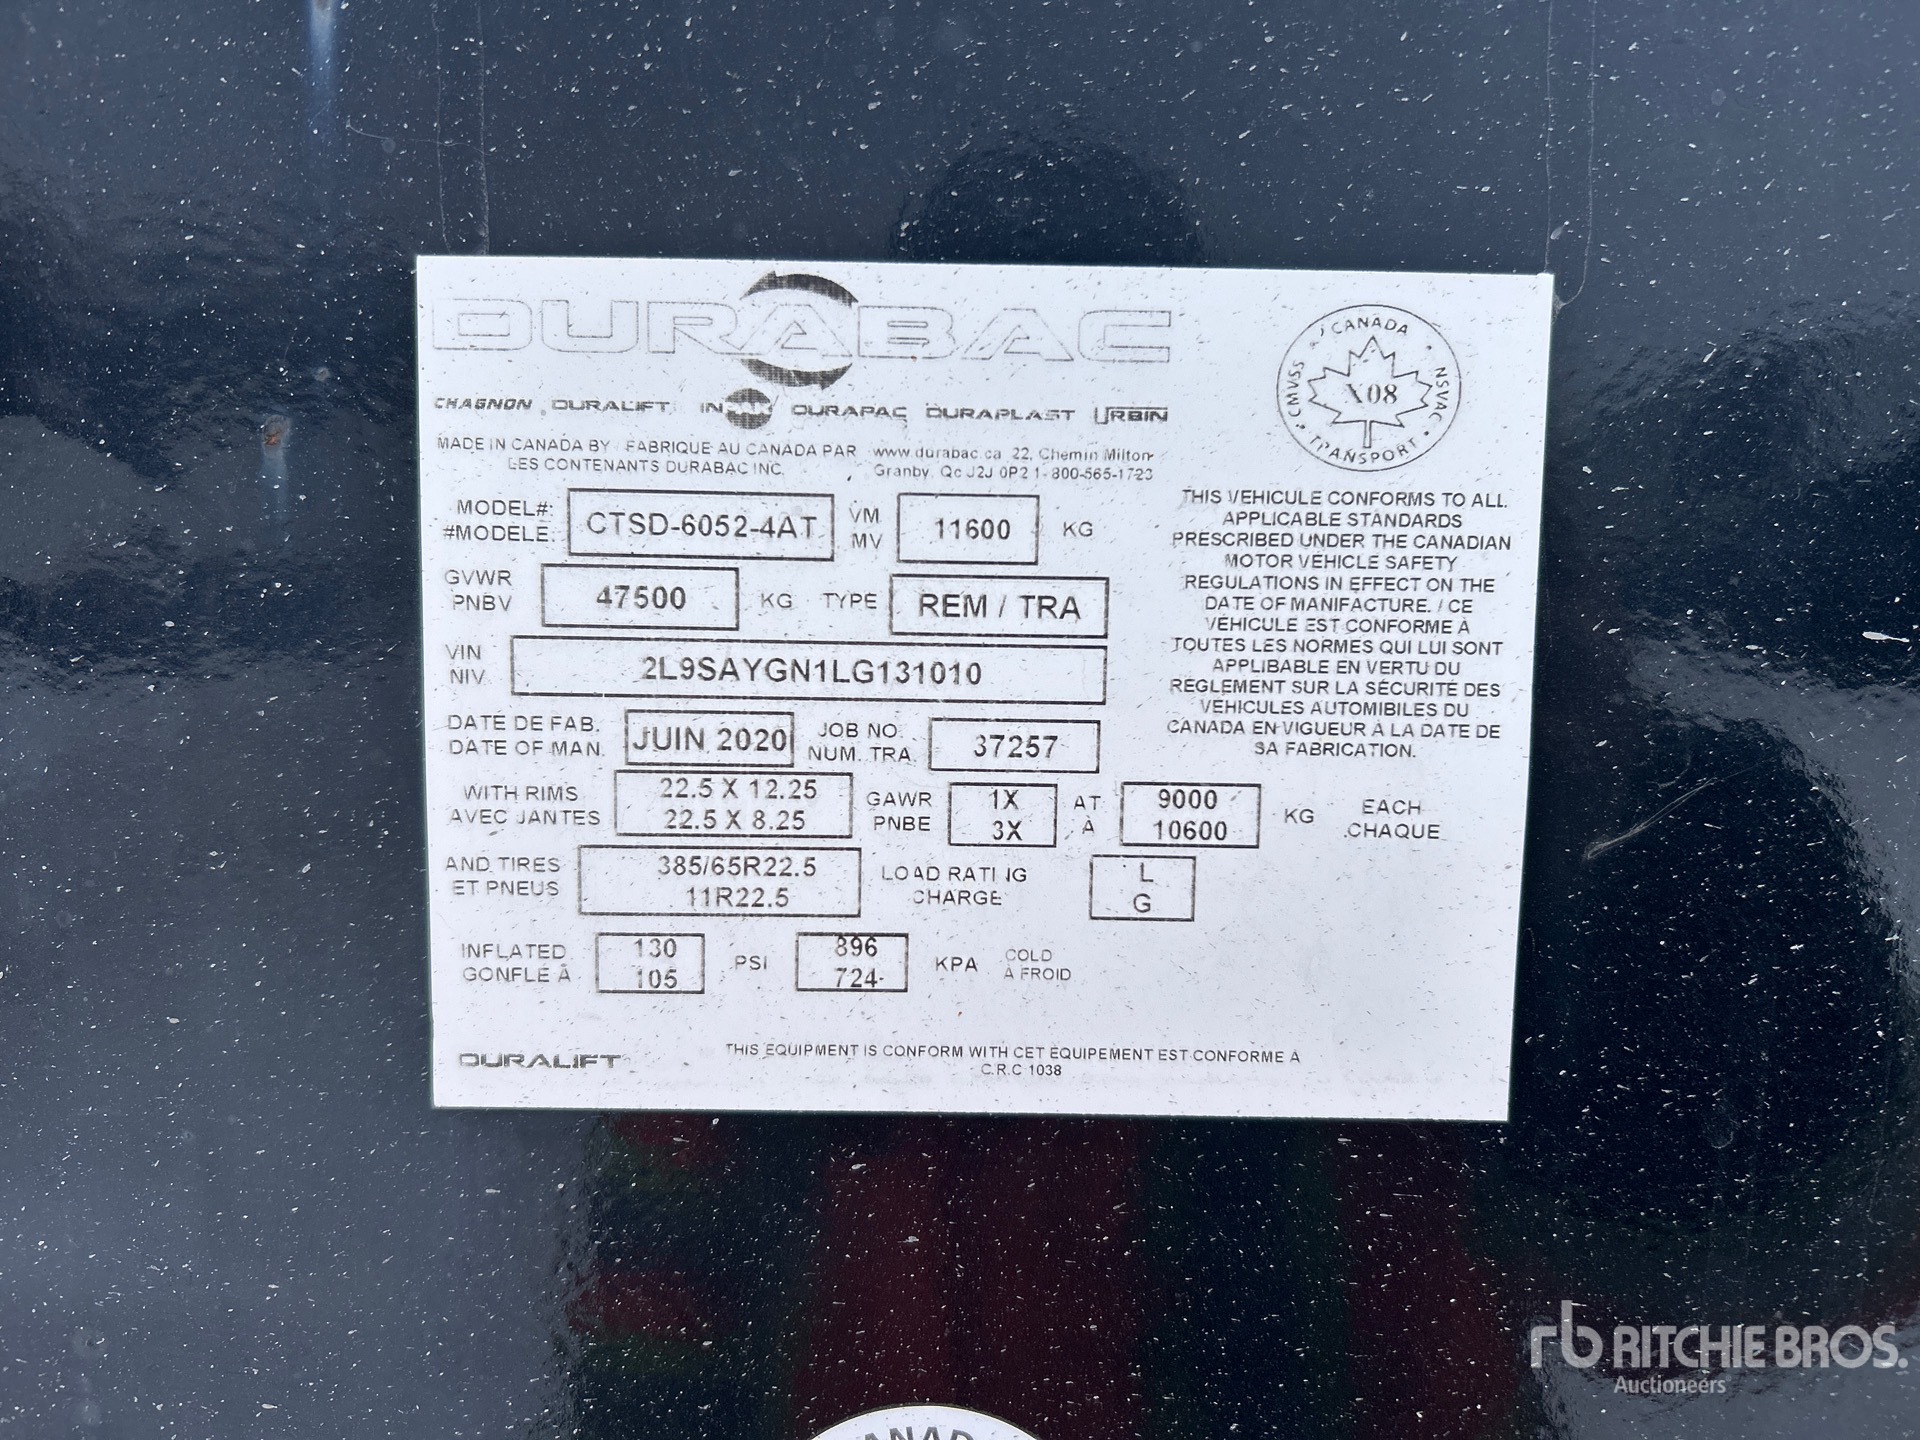 DURABAC
CHAGNON DURALIFT IN DURAPAC DURAPLAST URBIN
MADE IN CANADA BY / FABRIQUE AU CANADA PAR
LES CONTENANTS DURABAC INC.
www.durabac.ca 22, Chemin Milton
Granby, Qc J2J 0P2 1-800-565-1723
CANADA
CMVSS
NSVAC
X08
TRANSPORT
MODEL#:
#MODELE.
CTSD-6052-4AT
VM
MV
11600
KG
GVWR
PNBV
47500
KG
TYPE
REM / TRA
VIN
NIV
2L9SAYGN1LG131010
DATE DE FAB.
DATE OF MAN.
JUIN 2020
JOB NO.
NUM. TRA.
37257
WITH RIMS
AVEC JANTES
22.5 X 12.25
22.5 X 8.25
GAWR
PNBE
1X
3X
AT
À
9000
10600
KG
EACH
CHAQUE
AND TIRES
ET PNEUS
385/65R22.5
11R22.5
LOAD RATING
CHARGE
L
G
INFLATED
GONFLÉ À
130
105
PSI
896
724
KPA
COLD
À FROID
THIS VEHICULE CONFORMS TO ALL
APPLICABLE STANDARDS
PRESCRIBED UNDER THE CANADIAN
MOTOR VEHICLE SAFETY
REGULATIONS IN EFFECT ON THE
DATE OF MANIFACTURE. / CE
VÉHICULE EST CONFORME À
TOUTES LES NORMES QUI LUI SONT
APPLIBABLE EN VERTU DU
RÈGLEMENT SUR LA SÉCURITÉ DES
VÉHICULES AUTOMIBILES DU
CANADA EN VIGUEUR À LA DATE DE
SA FABRICATION.
DURALIFT
THIS EQUIPMENT IS CONFORM WITH CET EQUIPEMENT EST CONFORME À
C.R.C 1038
rb RITCHIE BROS.
Auctioneers